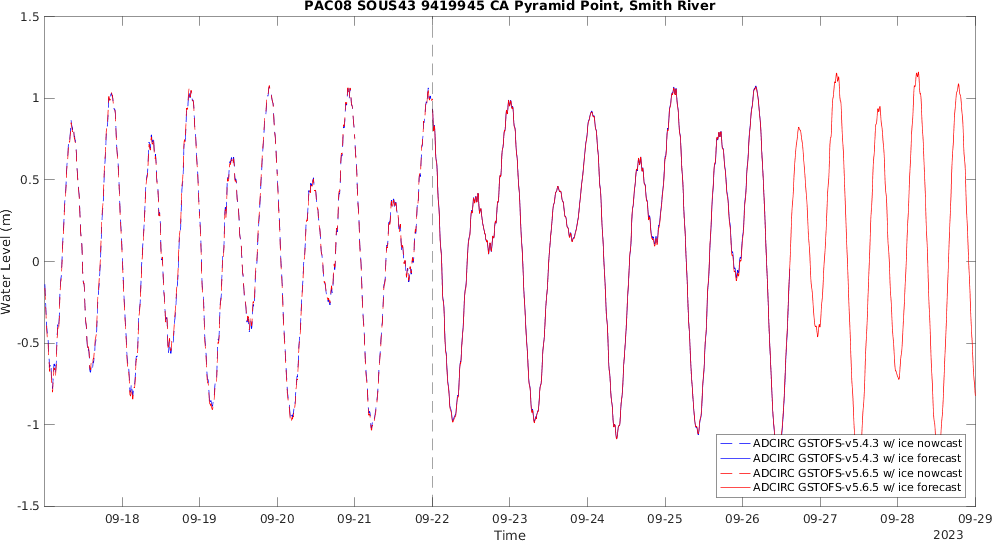 PAC08 SOUS43 9419945 CA Pyramid Point, Smith River
1.5
1
0.5
0
-0.5
-1
-1.5
Water Level (m)
ADCIRC GSTOFS-v5.4.3 w/ ice nowcast
ADCIRC GSTOFS-v5.4.3 w/ ice forecast
ADCIRC GSTOFS-v5.6.5 w/ ice nowcast
ADCIRC GSTOFS-v5.6.5 w/ ice forecast
09-18 09-19 09-20 09-21 09-22 09-23 09-24 09-25 09-26 09-27 09-28 09-29
Time
2023